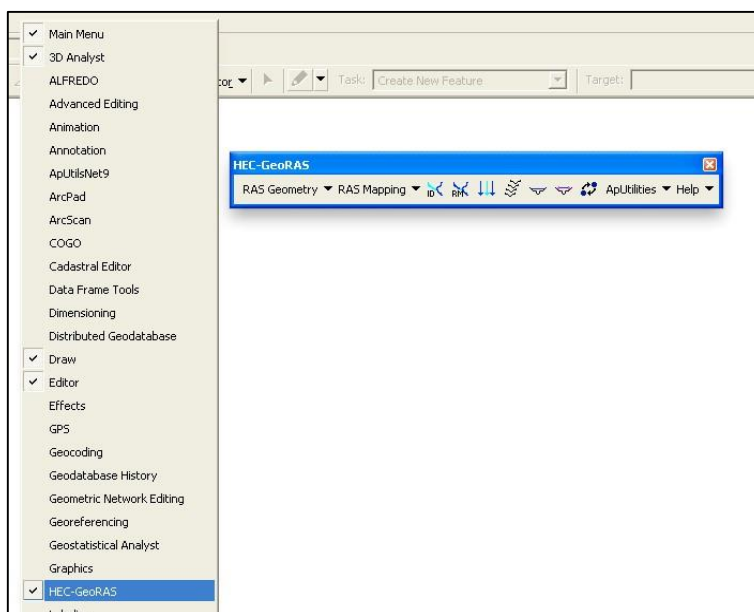 Main Menu
3D Analyst
ALFREDO
Advanced Editing
Animation
Annotation
ApUtilsNet9
ArcPad
ArcScan
COGO
Cadastral Editor
Data Frame Tools
Dimensioning
Distributed Geodatabase
Draw
Editor
Effects
GPS
Geocoding
Geodatabase History
Geometric Network Editing
Georeferencing
Geostatistical Analyst
Graphics
HEC-GeoRAS
Task: Create New Feature Target:
HEC-GeoRAS
RAS Geometry RAS Mapping ID RM ApUtilities Help